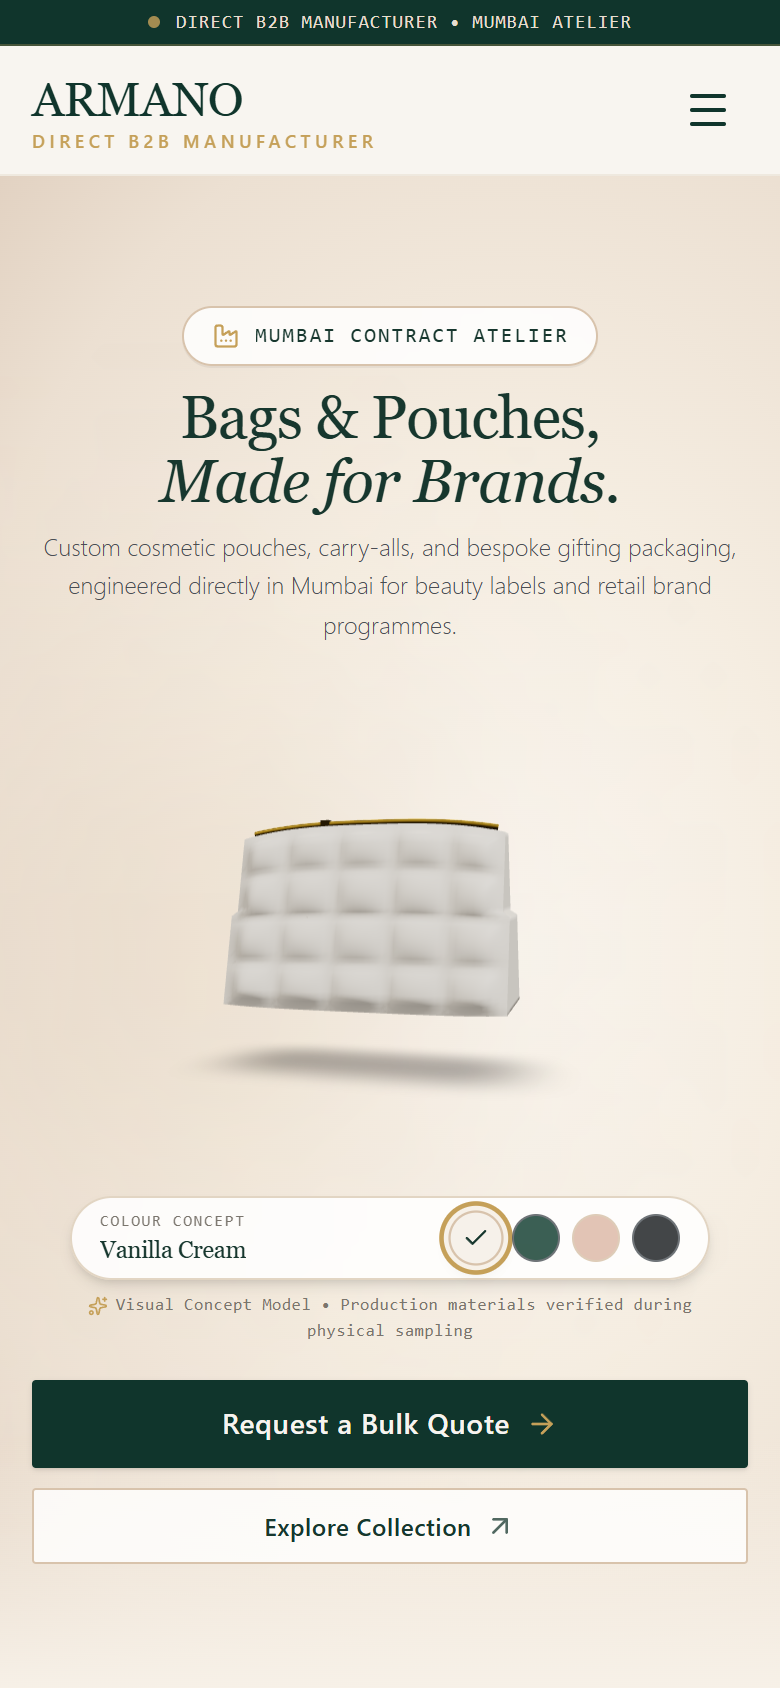 DIRECT B2B MANUFACTURER • MUMBAI ATELIER
ARMANO
DIRECT B2B MANUFACTURER
MUMBAI CONTRACT ATELIER
Bags & Pouches,
Made for Brands.
Custom cosmetic pouches, carry-alls, and bespoke gifting packaging,
engineered directly in Mumbai for beauty labels and retail brand
programmes.
COLOUR CONCEPT
Vanilla Cream
Visual Concept Model • Production materials verified during
physical sampling
Request a Bulk Quote
Explore Collection